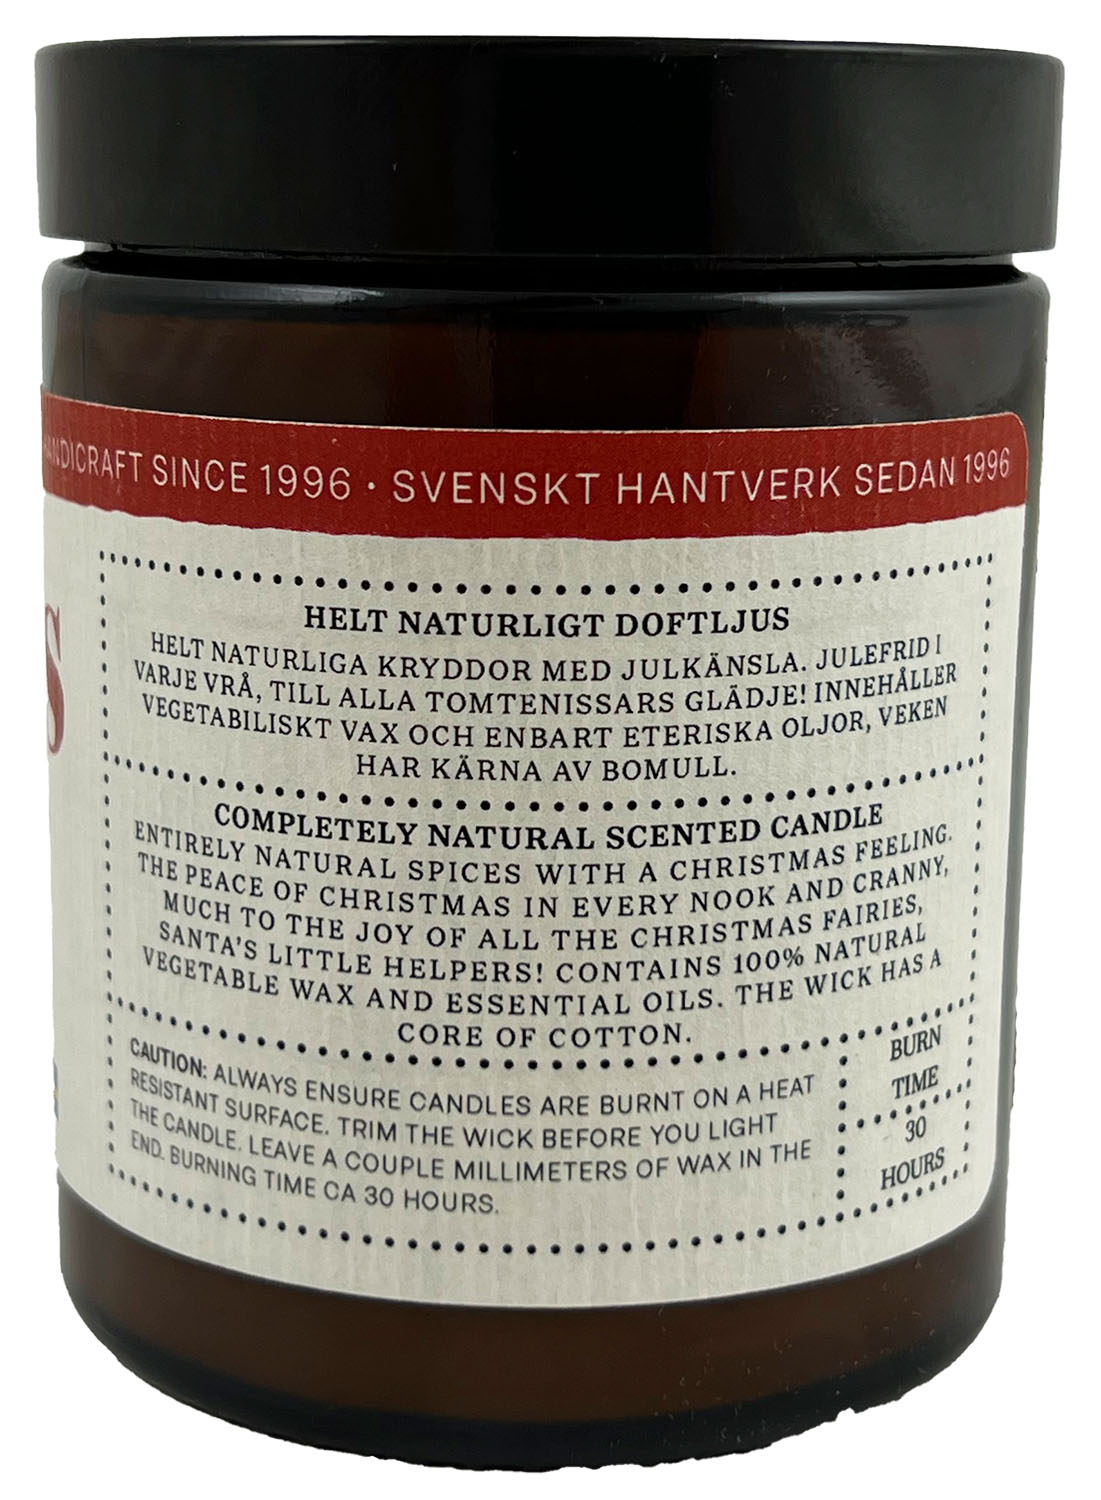 HANDICRAFT SINCE 1996 • SVENSKT HANTVERK SEDAN 1996
S
HELT NATURLIGT DOFTLJUS
HELT NATURLIGA KRYDDOR MED JULKÄNSLA. JULEFRID I
VARJE VRÅ, TILL ALLA TOMTENISSARS GLÄDJE! INNEHÅLLER
VEGETABILISKT VAX OCH ENBART ETERISKA OLJOR, VEKEN
HAR KÄRNA AV BOMULL.
COMPLETELY NATURAL SCENTED CANDLE
ENTIRELY NATURAL SPICES WITH A CHRISTMAS FEELING.
THE PEACE OF CHRISTMAS IN EVERY NOOK AND CRANNY,
MUCH TO THE JOY OF ALL THE CHRISTMAS FAIRIES,
SANTA'S LITTLE HELPERS! CONTAINS 100% NATURAL
VEGETABLE WAX AND ESSENTIAL OILS. THE WICK HAS A
CORE OF COTTON.
CAUTION: ALWAYS ENSURE CANDLES ARE BURNT ON A HEAT
RESISTANT SURFACE. TRIM THE WICK BEFORE YOU LIGHT
THE CANDLE. LEAVE A COUPLE MILLIMETERS OF WAX IN THE
END. BURNING TIME CA 30 HOURS.
BURN
TIME
30
HOURS